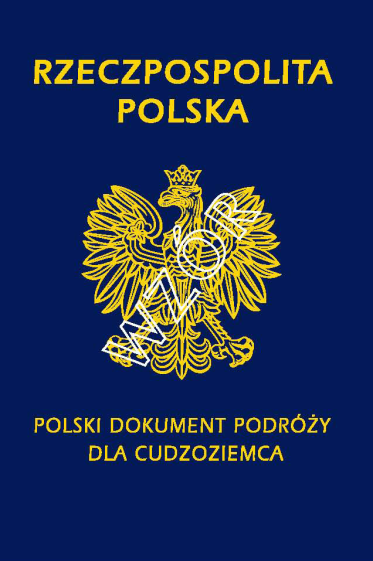 RZECZPOSPOLITA
POLSKA
WZÓR
POLSKI DOKUMENT PODRÓŻY
DLA CUDZOZIEMCA